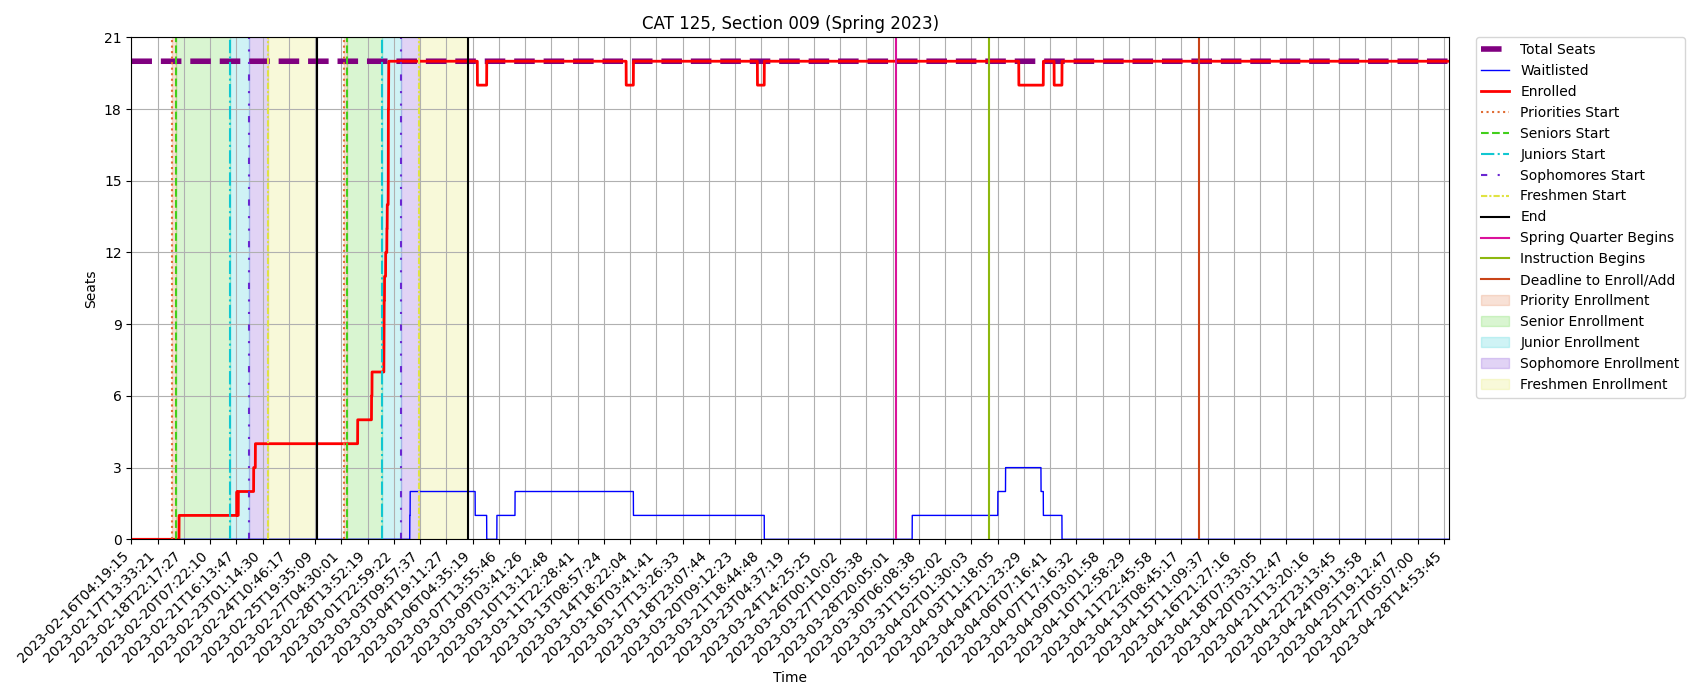 CAT 125, Section 009 (Spring 2023)
21
18
15
12
9
6
3
0
Seats
2023-02-16T04:19:15
2023-02-17T13:33:21
2023-02-18T22:17:27
2023-02-20T07:22:10
2023-02-21T16:13:47
2023-02-23T01:14:30
2023-02-24T10:46:17
2023-02-25T19:35:09
2023-02-27T04:30:01
2023-02-28T13:52:19
2023-03-01T22:59:22
2023-03-03T09:57:37
2023-03-04T19:11:27
2023-03-06T04:35:19
2023-03-07T13:55:46
2023-03-09T03:41:26
2023-03-10T13:12:48
2023-03-11T22:28:41
2023-03-13T08:57:24
2023-03-14T18:22:04
2023-03-16T03:41:41
2023-03-17T13:26:33
2023-03-18T23:07:44
2023-03-20T09:12:23
2023-03-21T18:44:48
2023-03-23T04:37:19
2023-03-24T14:25:25
2023-03-26T00:10:02
2023-03-27T10:05:38
2023-03-28T20:05:01
2023-03-30T06:08:39
2023-03-31T15:52:02
2023-04-02T01:30:03
2023-04-03T11:18:05
2023-04-04T21:23:29
2023-04-06T07:16:41
2023-04-07T17:16:32
2023-04-09T03:01:58
2023-04-10T12:58:29
2023-04-11T22:45:58
2023-04-13T08:45:17
2023-04-15T11:09:37
2023-04-16T21:27:16
2023-04-18T07:33:05
2023-04-20T03:12:47
2023-04-21T13:20:16
2023-04-22T23:13:45
2023-04-24T09:13:58
2023-04-25T19:12:47
2023-04-27T05:07:00
2023-04-28T14:53:45
Time
Total Seats
Waitlisted
Enrolled
Priorities Start
Seniors Start
Juniors Start
Sophomores Start
Freshmen Start
End
Spring Quarter Begins
Instruction Begins
Deadline to Enroll/Add
Priority Enrollment
Senior Enrollment
Junior Enrollment
Sophomore Enrollment
Freshmen Enrollment